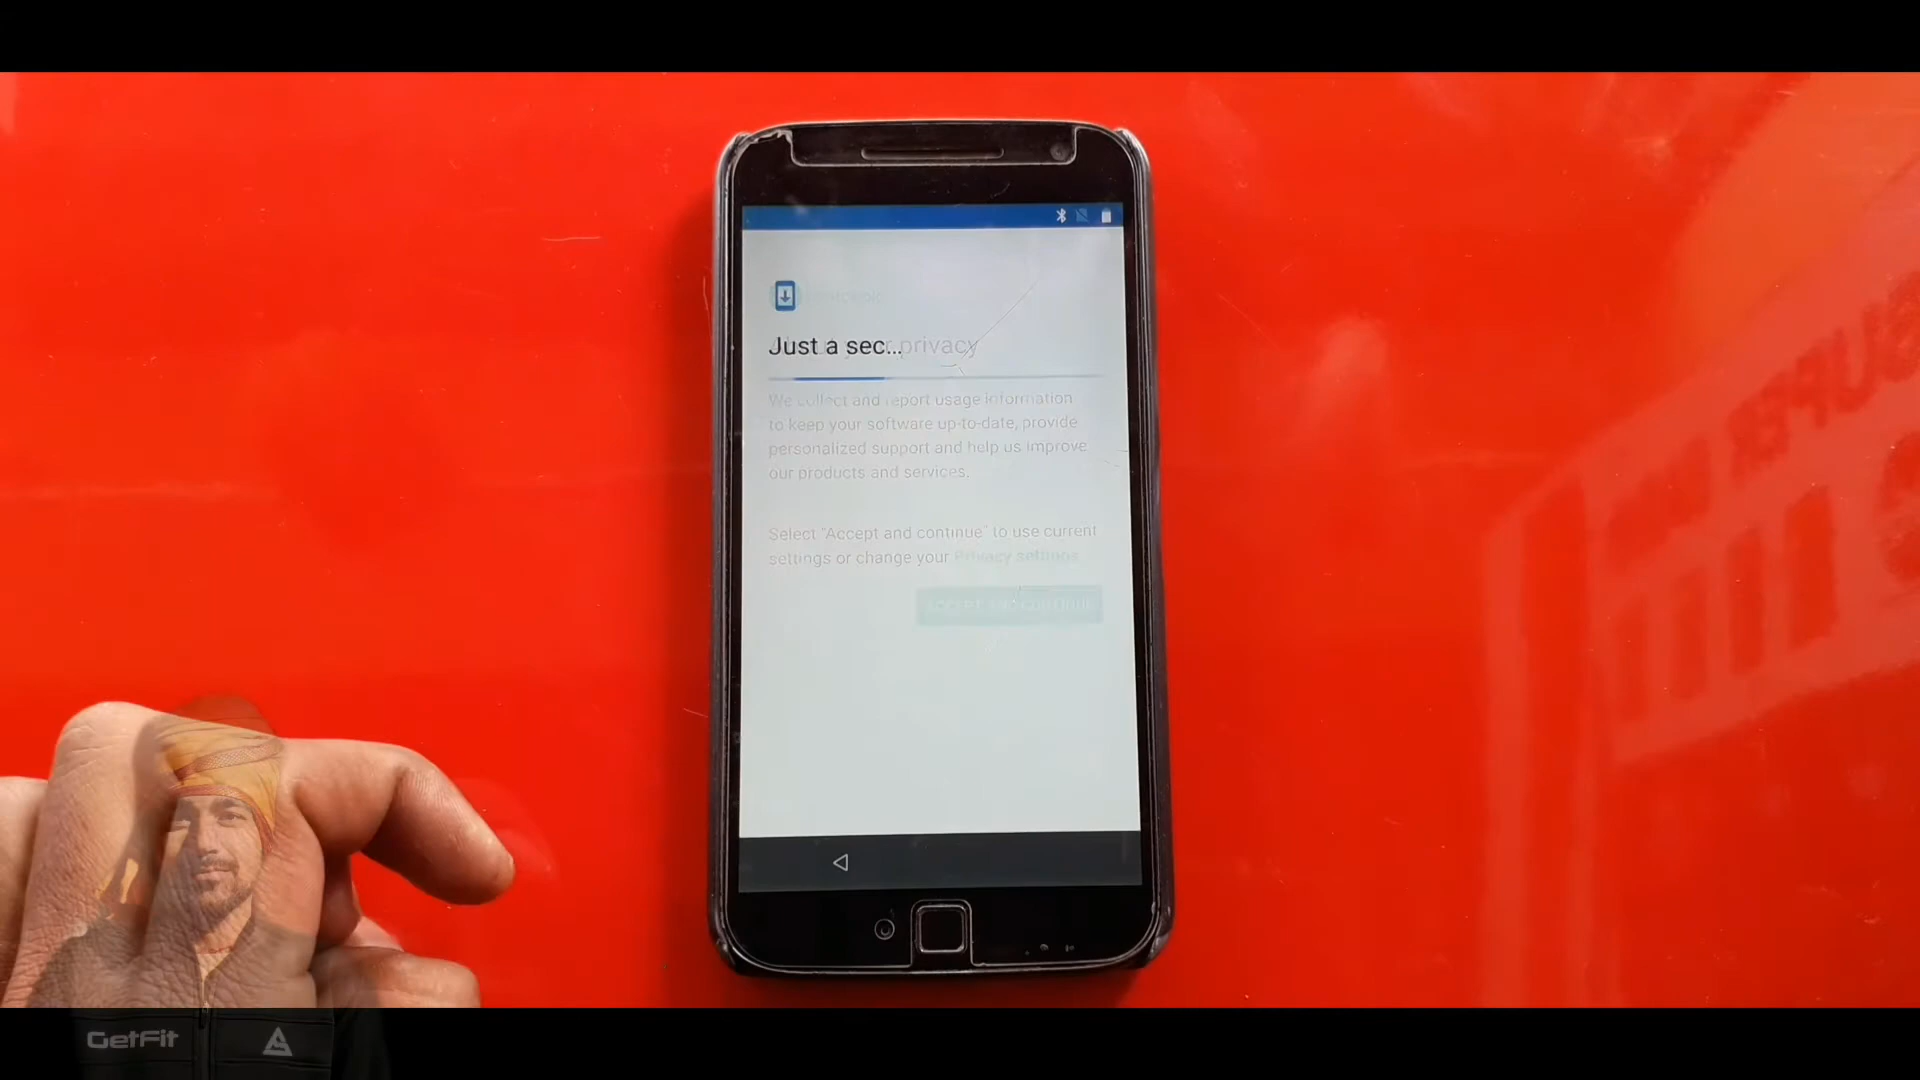 Just a sec...
privacy
We collect and report usage information
to keep your software up-to-date, provide
personalized support and help us improve
our products and services.
Select "Accept and continue" to use current
settings or change your Privacy settings
ACCEPT AND CONTINUE
SUPER
GetFit